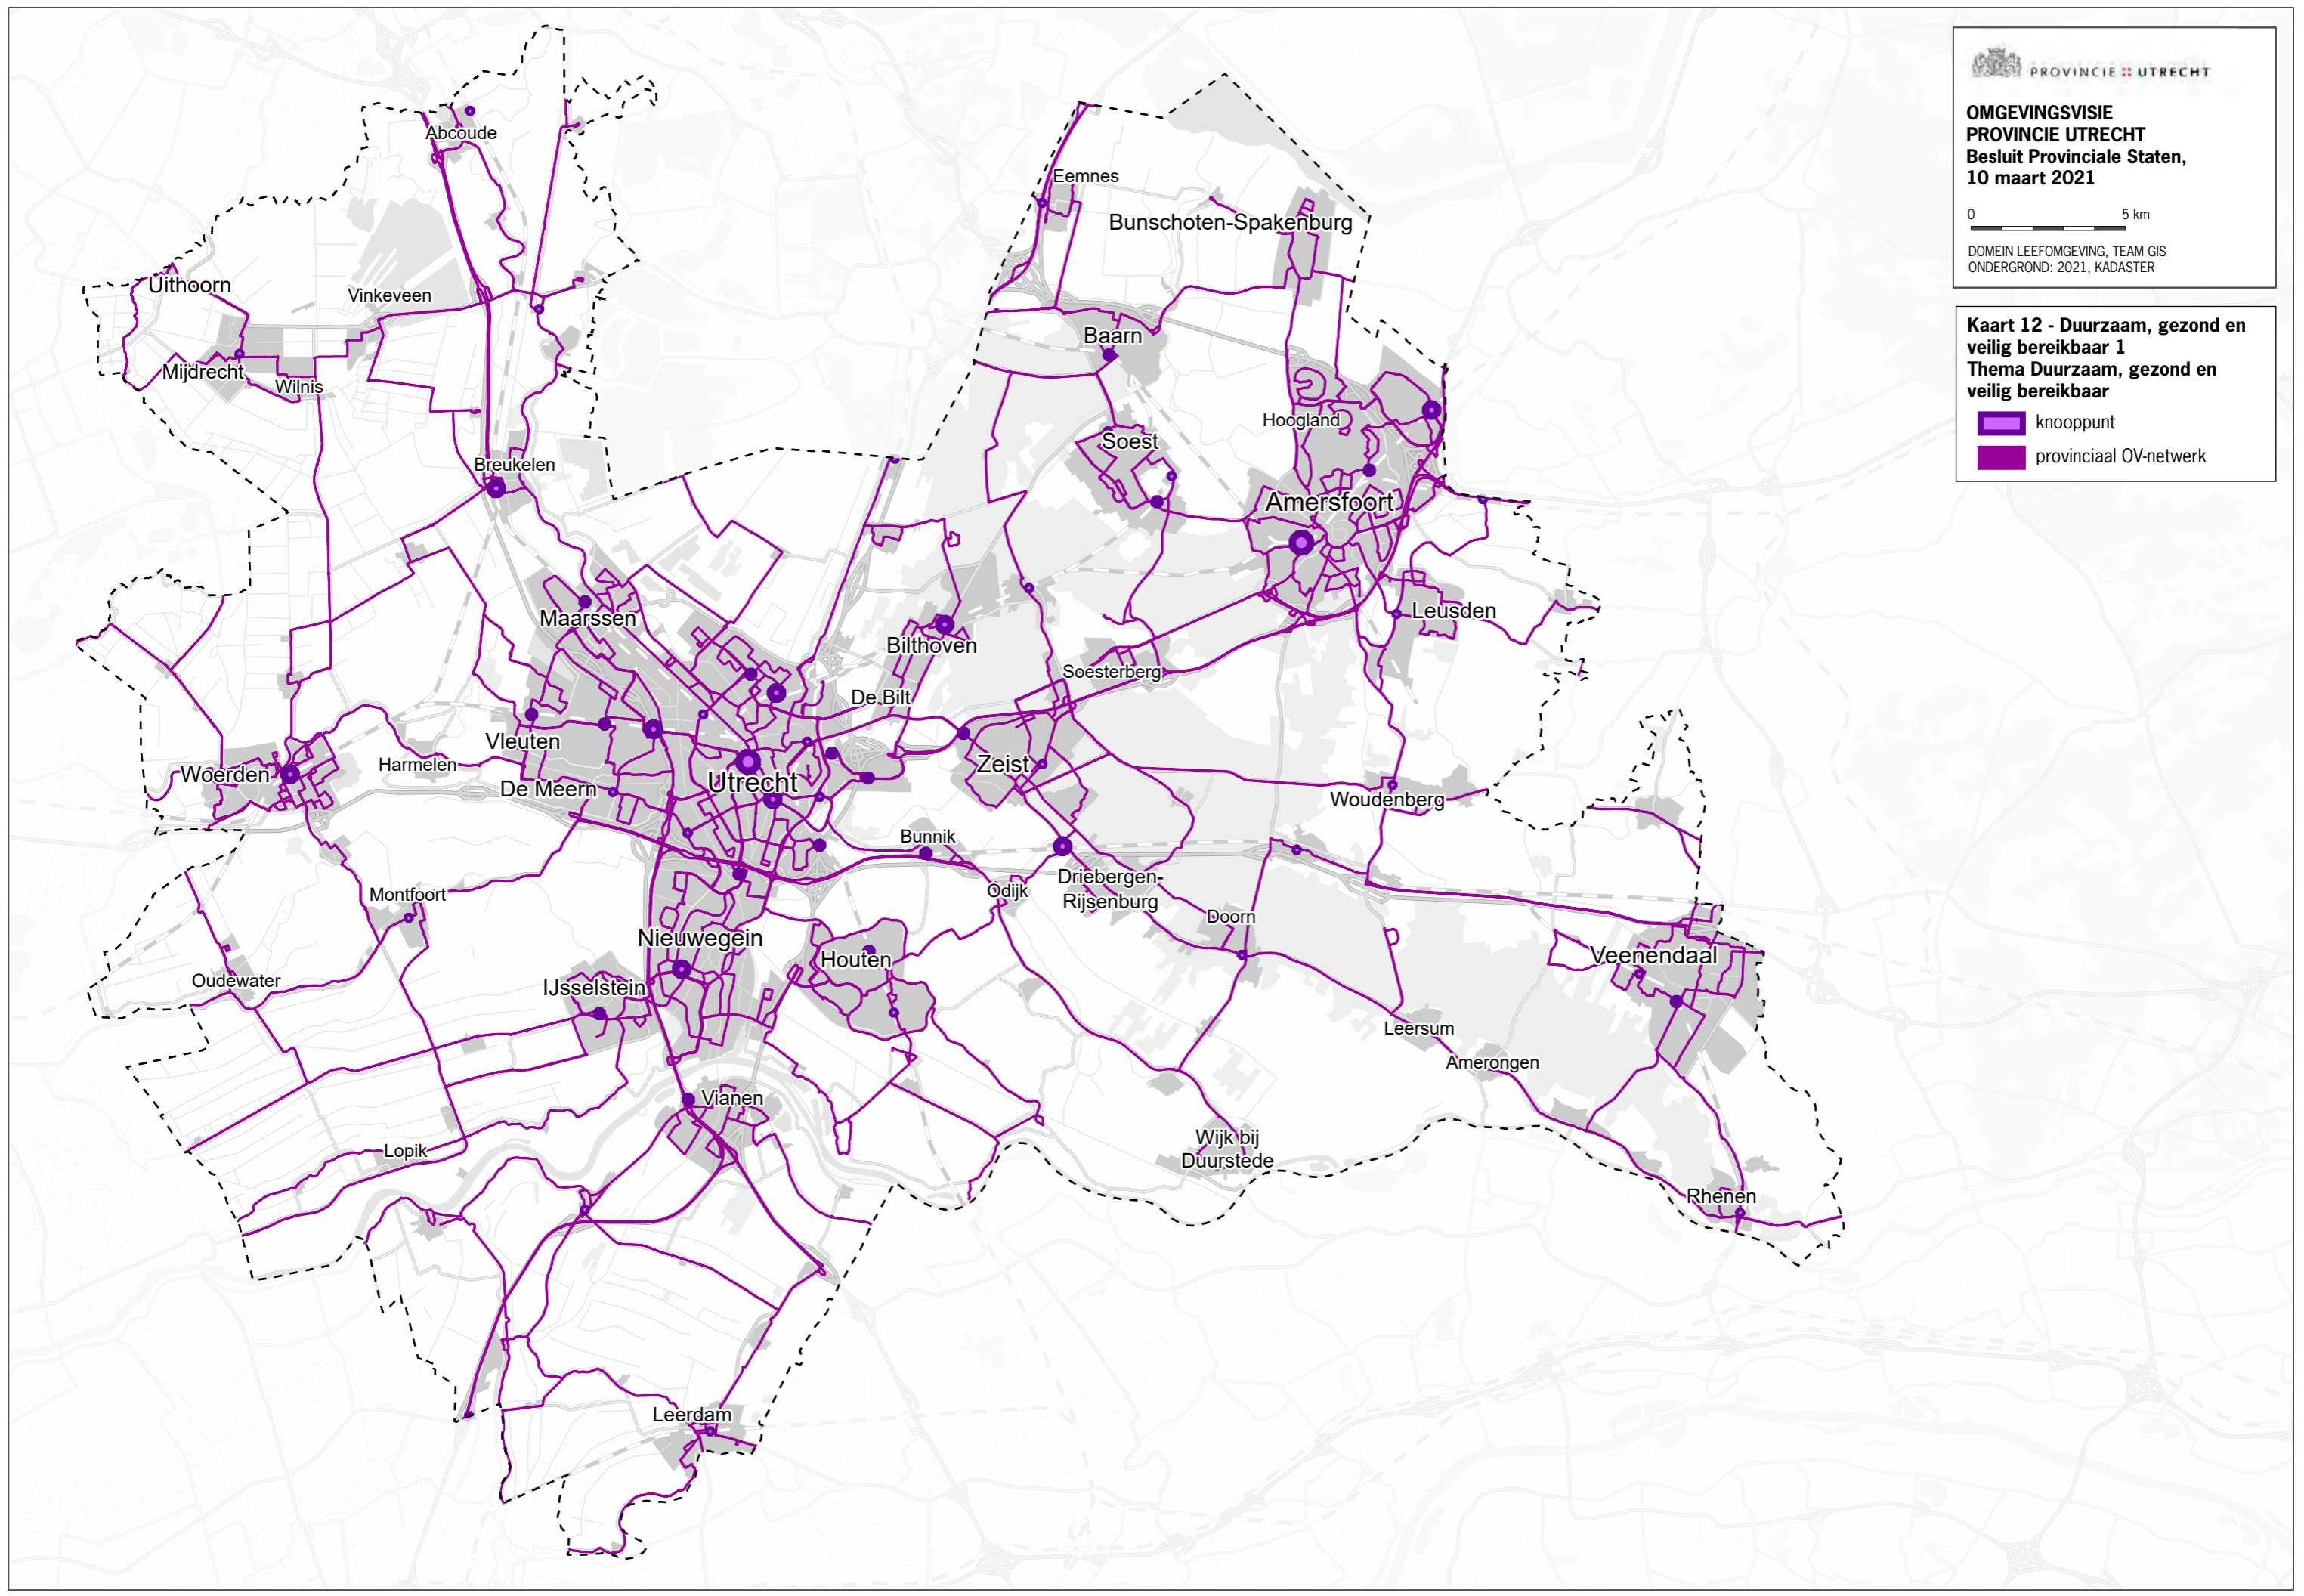 PROVINCIE UTRECHT
OMGEVINGSVISIE
PROVINCIE UTRECHT
Besluit Provinciale Staten,
10 maart 2021
0 5 km
DOMEIN LEEFOMGEVING, TEAM GIS
ONDERGROND: 2021, KADASTER
Kaart 12 - Duurzaam, gezond en
veilig bereikbaar 1
Thema Duurzaam, gezond en
veilig bereikbaar
knooppunt
provinciaal OV-netwerk
Abcoude
Eemnes
Bunschoten-Spakenburg
Uithoorn
Vinkeveen
Baarn
Mijdrecht
Wilnis
Hoogland
Soest
Breukelen
Amersfoort
Maarssen
Leusden
Bilthoven
Soesterberg
De Bilt
Vleuten
Harmelen
Woerden
Zeist
Utrecht
De Meern
Woudenberg
Bunnik
Driebergen-
Rijsenburg
Odijk
Montfoort
Doorn
Nieuwegein
Houten
Veenendaal
Oudewater
IJsselstein
Leersum
Amerongen
Vianen
Wijk bij
Duurstede
Lopik
Rhenen
Leerdam